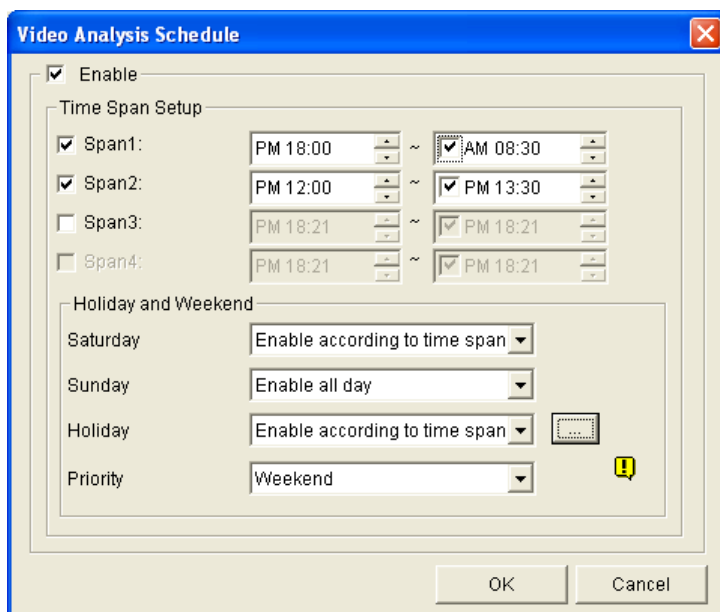 Video Analysis Schedule
Enable
Time Span Setup
Span1: PM 18:00 ~ AM 08:30
Span2: PM 12:00 ~ PM 13:30
Span3: PM 18:21 ~ PM 18:21
Span4: PM 18:21 ~ PM 18:21
Holiday and Weekend
Saturday Enable according to time span
Sunday Enable all day
Holiday Enable according to time span ...
Priority Weekend
OK Cancel